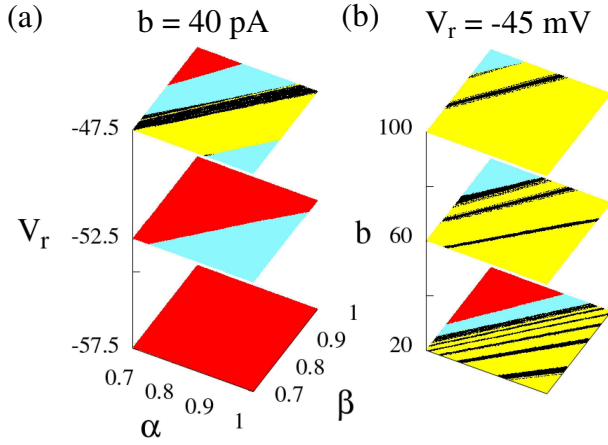 (a) b = 40 pA
(b) V_r = -45 mV
-47.5
V_r -52.5
-57.5
0.7 0.8 0.9 1
α
0.7 0.8 0.9 1
β
100
b 60
20